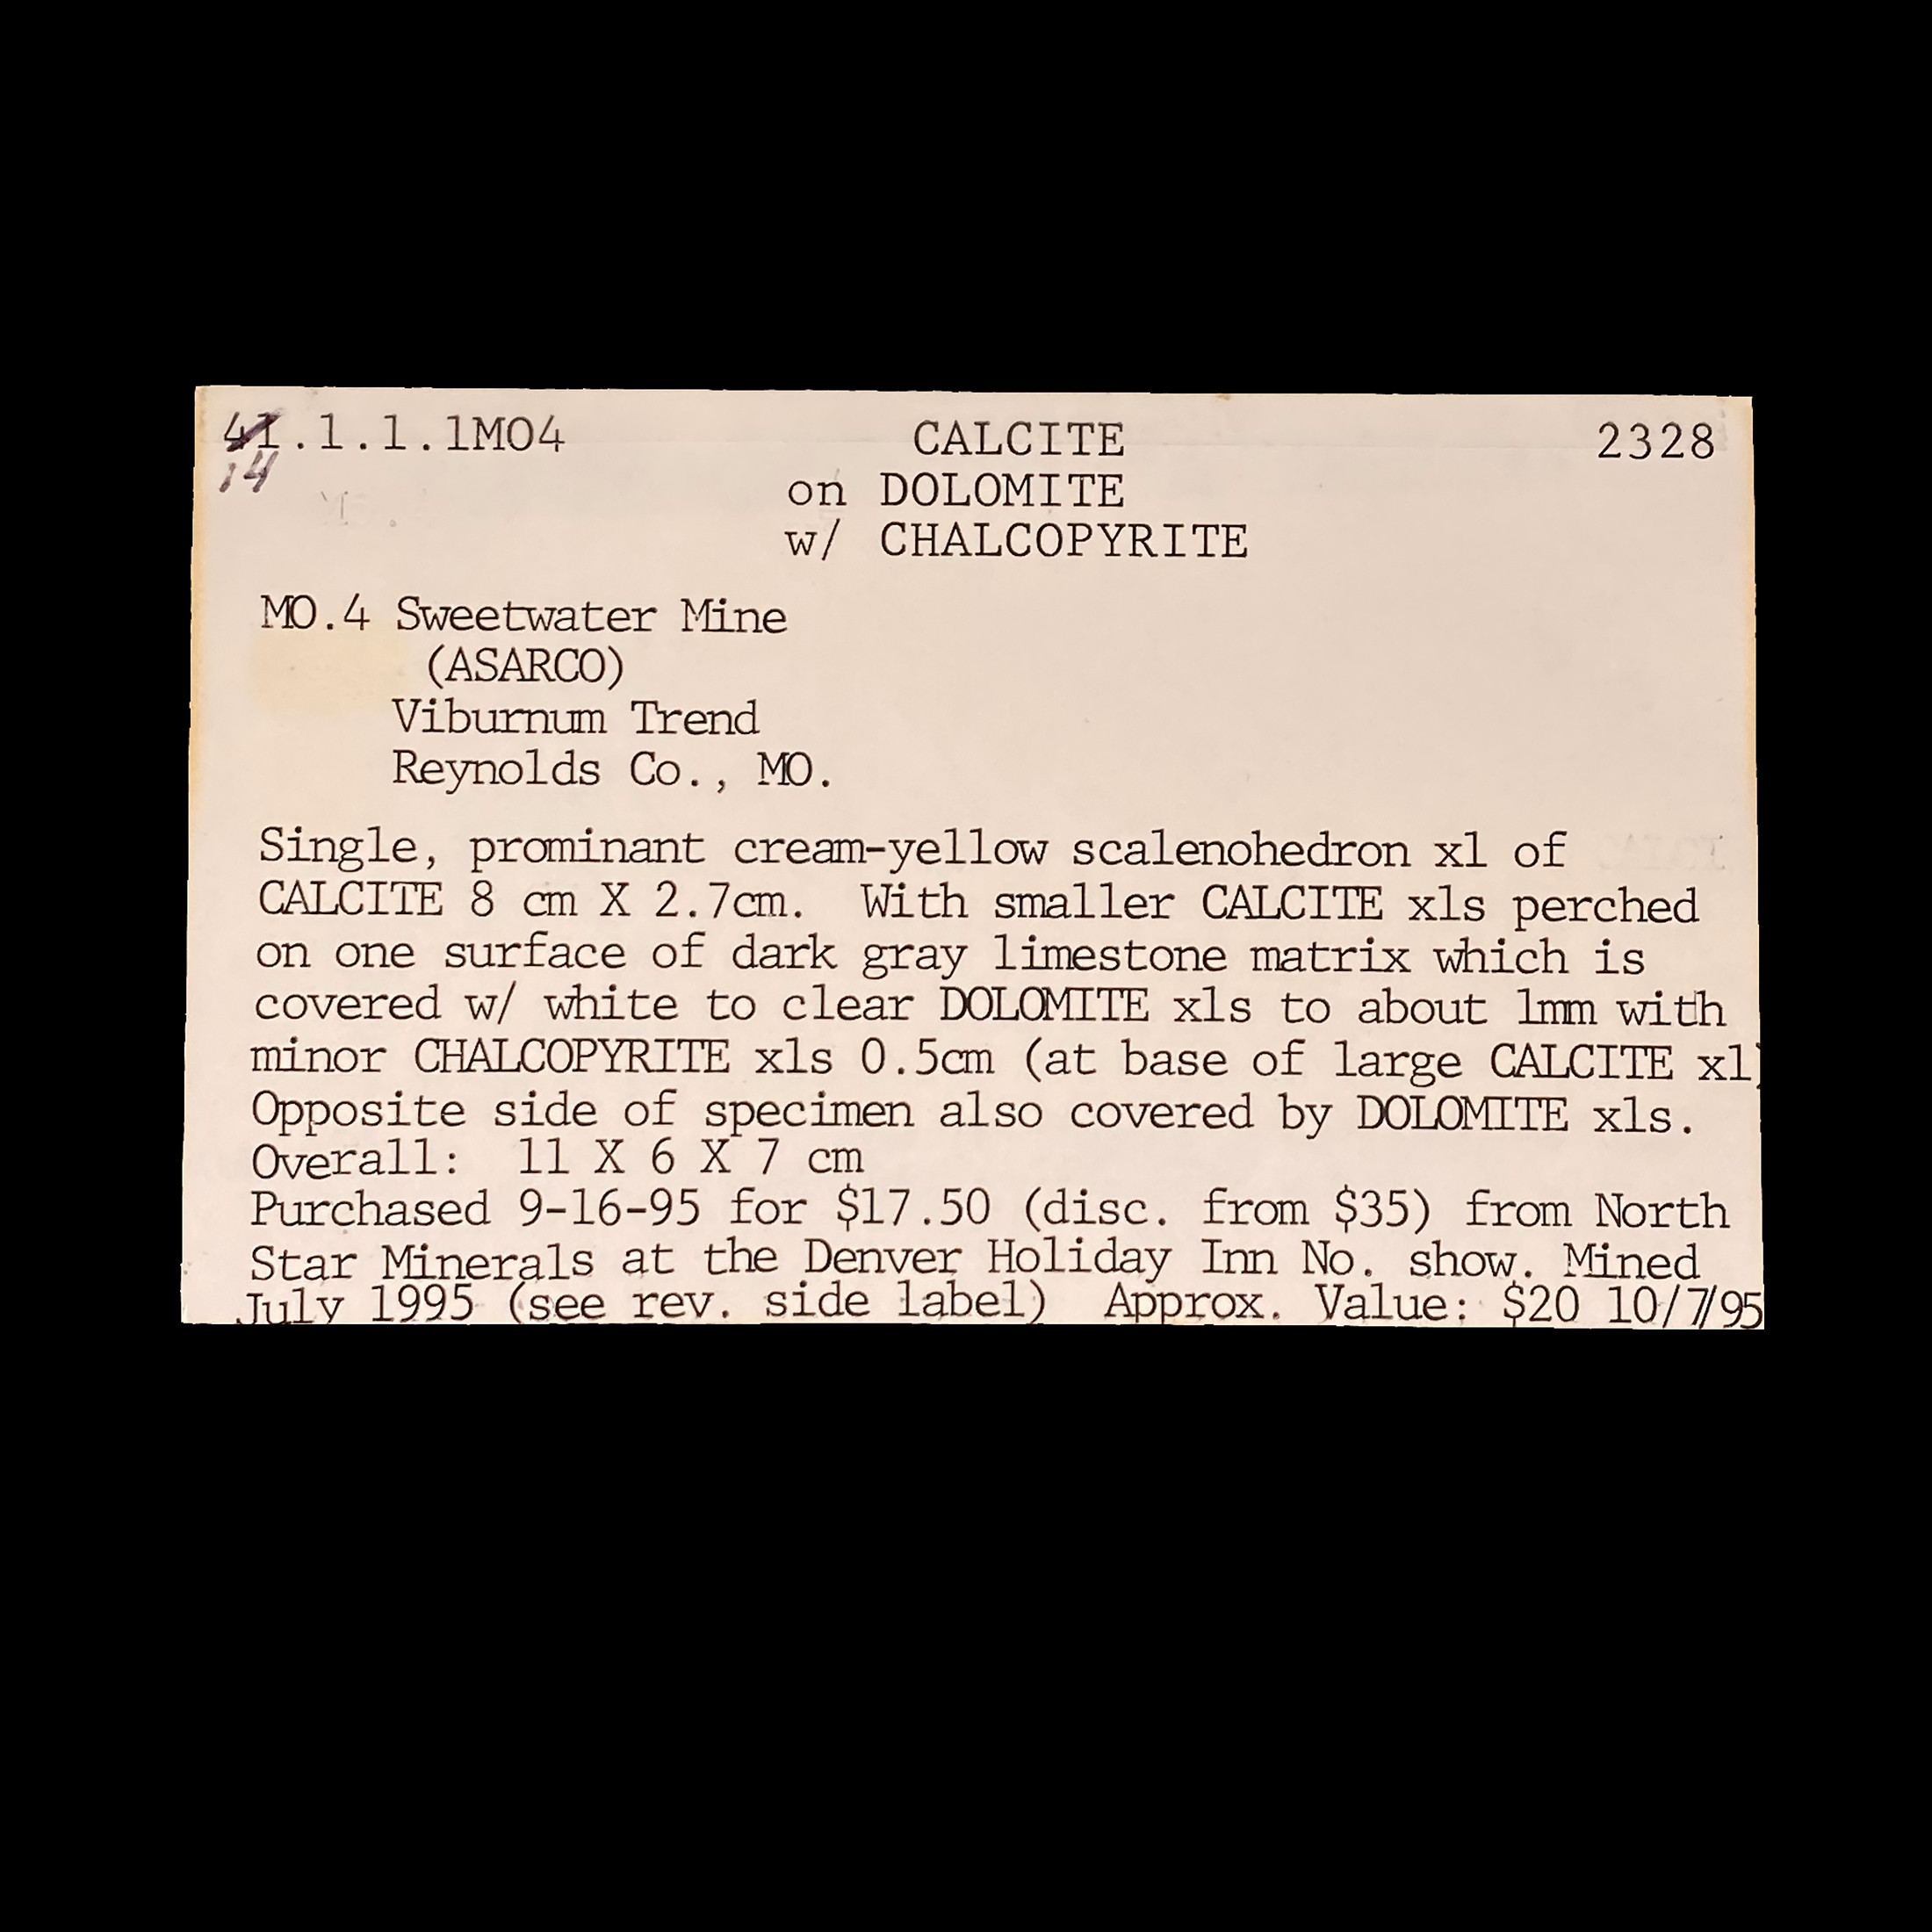 41.1.1.1MO4 CALCITE 2328
14
on DOLOMITE
w/ CHALCOPYRITE
MO.4 Sweetwater Mine
(ASARCO)
Viburnum Trend
Reynolds Co., MO.
Single, prominant cream-yellow scalenohedron xl of
CALCITE 8 cm X 2.7cm. With smaller CALCITE xls perched
on one surface of dark gray limestone matrix which is
covered w/ white to clear DOLOMITE xls to about 1mm with
minor CHALCOPYRITE xls 0.5cm (at base of large CALCITE xl)
Opposite side of specimen also covered by DOLOMITE xls.
Overall: 11 X 6 X 7 cm
Purchased 9-16-95 for $17.50 (disc. from $35) from North
Star Minerals at the Denver Holiday Inn No. show. Mined
July 1995 (see rev. side label) Approx. Value: $20 10/7/95